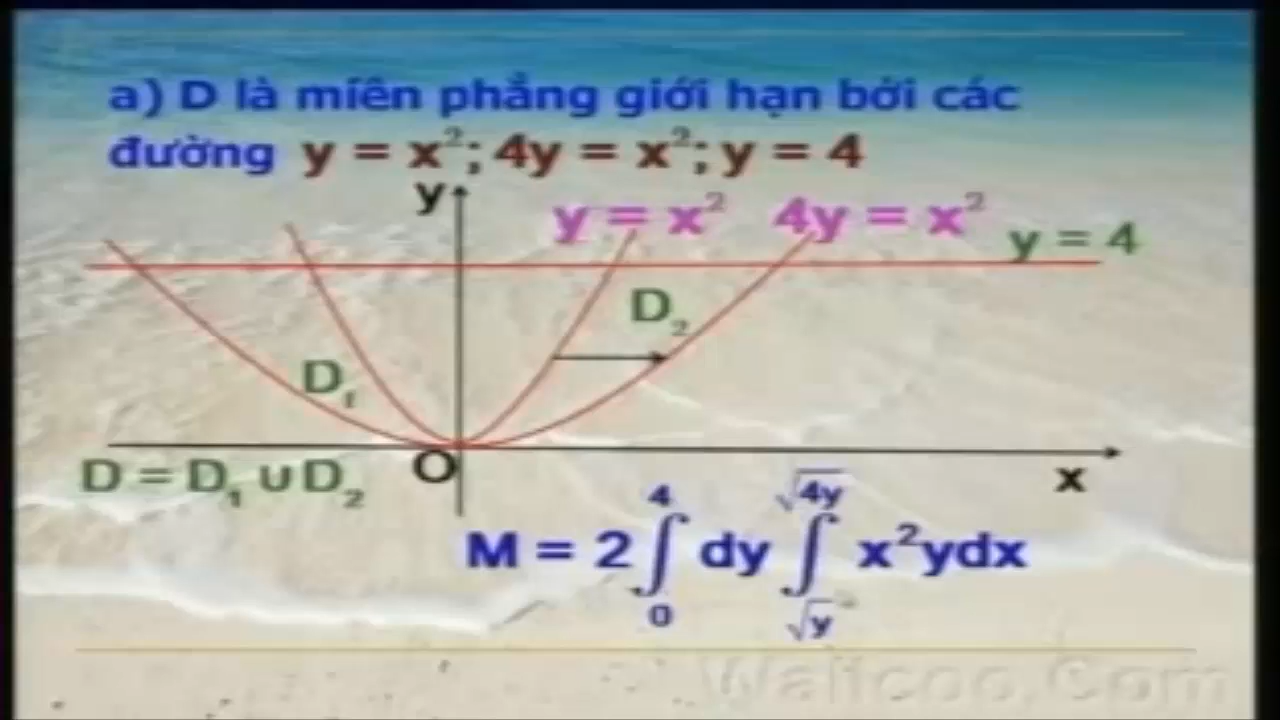 a) D là miền phẳng giới hạn bởi các
đường y = x²; 4y = x²; y = 4
y
y = x² 4y = x² y = 4
D₂
D₁
D = D₁ ∪ D₂ O x
M = 2∫₀⁴ dy ∫_{√y}^{√4y} x²ydx
Walicoo.Com